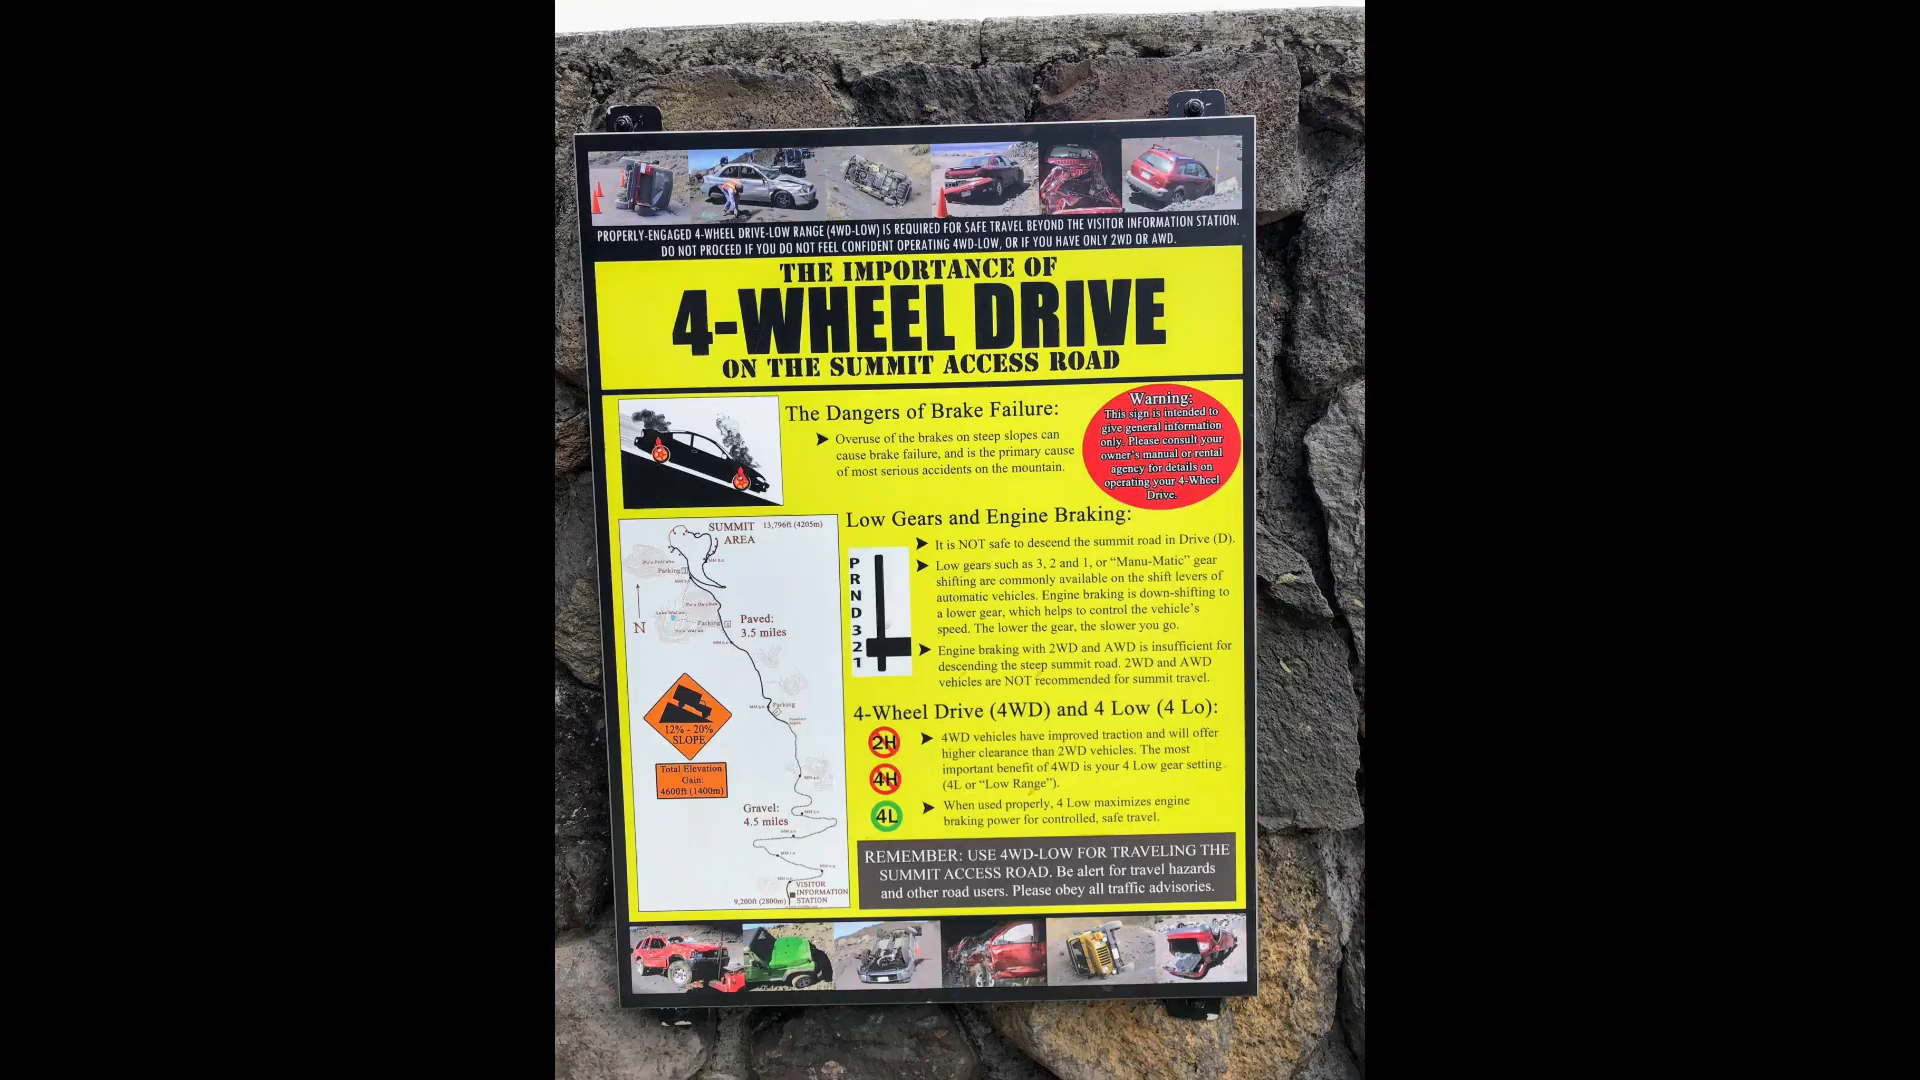 PROPERLY-ENGAGED 4-WHEEL DRIVE-LOW RANGE (4WD-LOW) IS REQUIRED FOR SAFE TRAVEL BEYOND THE VISITOR INFORMATION STATION.
DO NOT PROCEED IF YOU DO NOT FEEL CONFIDENT OPERATING 4WD-LOW, OR IF YOU HAVE ONLY 2WD OR AWD.
THE IMPORTANCE OF
4-WHEEL DRIVE
ON THE SUMMIT ACCESS ROAD
The Dangers of Brake Failure:
Overuse of the brakes on steep slopes can
cause brake failure, and is the primary cause
of most serious accidents on the mountain.
Warning:
This sign is intended to
give general information
only. Please consult your
owner's manual or rental
agency for details on
operating your 4-Wheel
Drive.
SUMMIT
AREA
13,796ft (4205m)
Parking
N
Parking
Paved:
3.5 miles
Parking
12% - 20%
SLOPE
Total Elevation
Gain:
4600ft (1400m)
Gravel:
4.5 miles
VISITOR
INFORMATION
STATION
9,200ft (2800m)
Low Gears and Engine Braking:
P
R
N
D
3
2
1
It is NOT safe to descend the summit road in Drive (D).
Low gears such as 3, 2 and 1, or “Manu-Matic” gear
shifting are commonly available on the shift levers of
automatic vehicles. Engine braking is down-shifting to
a lower gear, which helps to control the vehicle's
speed. The lower the gear, the slower you go.
Engine braking with 2WD and AWD is insufficient for
descending the steep summit road. 2WD and AWD
vehicles are NOT recommended for summit travel.
4-Wheel Drive (4WD) and 4 Low (4 Lo):
2H
4H
4L
4WD vehicles have improved traction and will offer
higher clearance than 2WD vehicles. The most
important benefit of 4WD is your 4 Low gear setting
(4L or “Low Range”).
When used properly, 4 Low maximizes engine
braking power for controlled, safe travel.
REMEMBER: USE 4WD-LOW FOR TRAVELING THE
SUMMIT ACCESS ROAD. Be alert for travel hazards
and other road users. Please obey all traffic advisories.